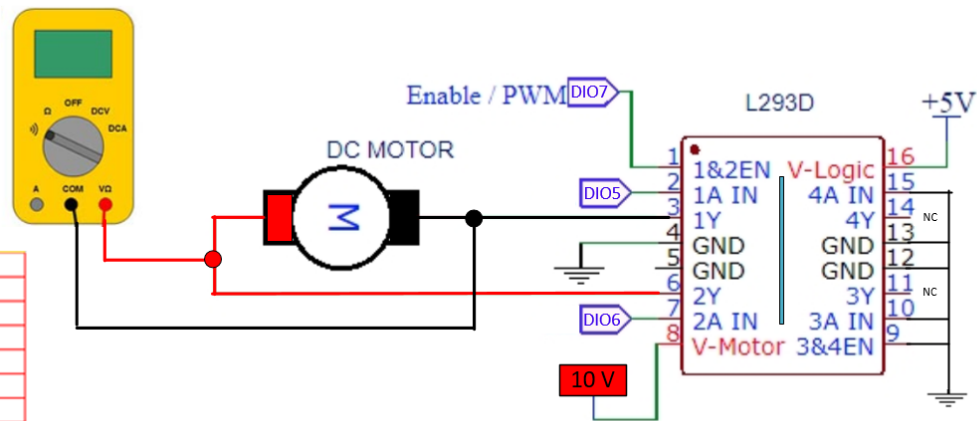 OFF
Ω
DCV
DCA
A
COM
VΩ
DC MOTOR
M
Enable / PWM
DIO7
DIO5
DIO6
10 V
L293D
+5V
1
1&2EN
V-Logic
16
2
1A IN
4A IN
15
3
1Y
4Y
14
NC
4
GND
GND
13
5
GND
GND
12
6
2Y
3Y
11
NC
7
2A IN
3A IN
10
8
V-Motor
3&4EN
9